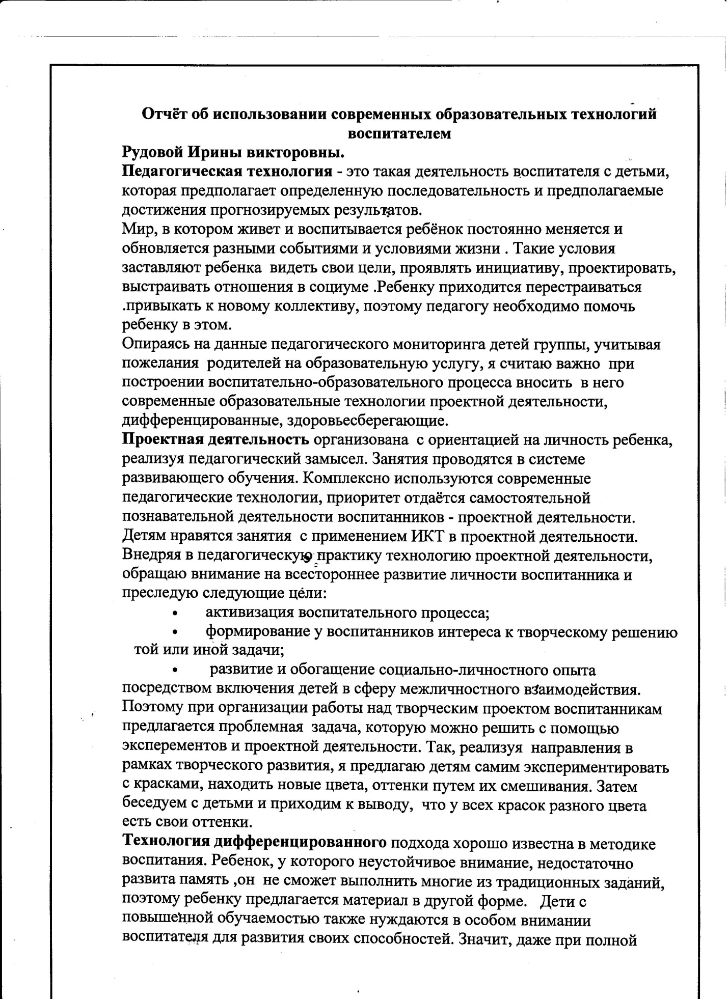 Отчёт об использовании современных образовательных технологий
воспитателем
Рудовой Ирины викторовны.
Педагогическая технология - это такая деятельность воспитателя с детьми,
которая предполагает определенную последовательность и предполагаемые
достижения прогнозируемых результатов.
Мир, в котором живет и воспитывается ребёнок постоянно меняется и
обновляется разными событиями и условиями жизни . Такие условия
заставляют ребенка  видеть свои цели, проявлять инициативу, проектировать,
выстраивать отношения в социуме .Ребенку приходится перестраиваться
.привыкать к новому коллективу, поэтому педагогу необходимо помочь
ребенку в этом.
Опираясь на данные педагогического мониторинга детей группы, учитывая
пожелания  родителей на образовательную услугу, я считаю важно  при
построении воспитательно-образовательного процесса вносить  в него
современные образовательные технологии проектной деятельности,
дифференцированные, здоровьесберегающие.
Проектная деятельность организована  с ориентацией на личность ребенка,
реализуя педагогический замысел. Занятия проводятся в системе
развивающего обучения. Комплексно используются современные
педагогические технологии, приоритет отдаётся самостоятельной
познавательной деятельности воспитанников - проектной деятельности.
Детям нравятся занятия  с применением ИКТ в проектной деятельности.
Внедряя в педагогическую практику технологию проектной деятельности,
обращаю внимание на всестороннее развитие личности воспитанника и
преследую следующие цели:
• активизация воспитательного процесса;
• формирование у воспитанников интереса к творческому решению
той или иной задачи;
• развитие и обогащение социально-личностного опыта
посредством включения детей в сферу межличностного взаимодействия.
Поэтому при организации работы над творческим проектом воспитанникам
предлагается проблемная  задача, которую можно решить с помощью
эксперементов и проектной деятельности. Так, реализуя  направления в
рамках творческого развития, я предлагаю детям самим экспериментировать
с красками, находить новые цвета, оттенки путем их смешивания. Затем
беседуем с детьми и приходим к выводу,  что у всех красок разного цвета
есть свои оттенки.
Технология дифференцированного подхода хорошо известна в методике
воспитания. Ребенок, у которого неустойчивое внимание, недостаточно
развита память ,он  не сможет выполнить многие из традиционных заданий,
поэтому ребенку предлагается материал в другой форме.   Дети с
повышенной обучаемостью также нуждаются в особом внимании
воспитателя для развития своих способностей. Значит, даже при полной